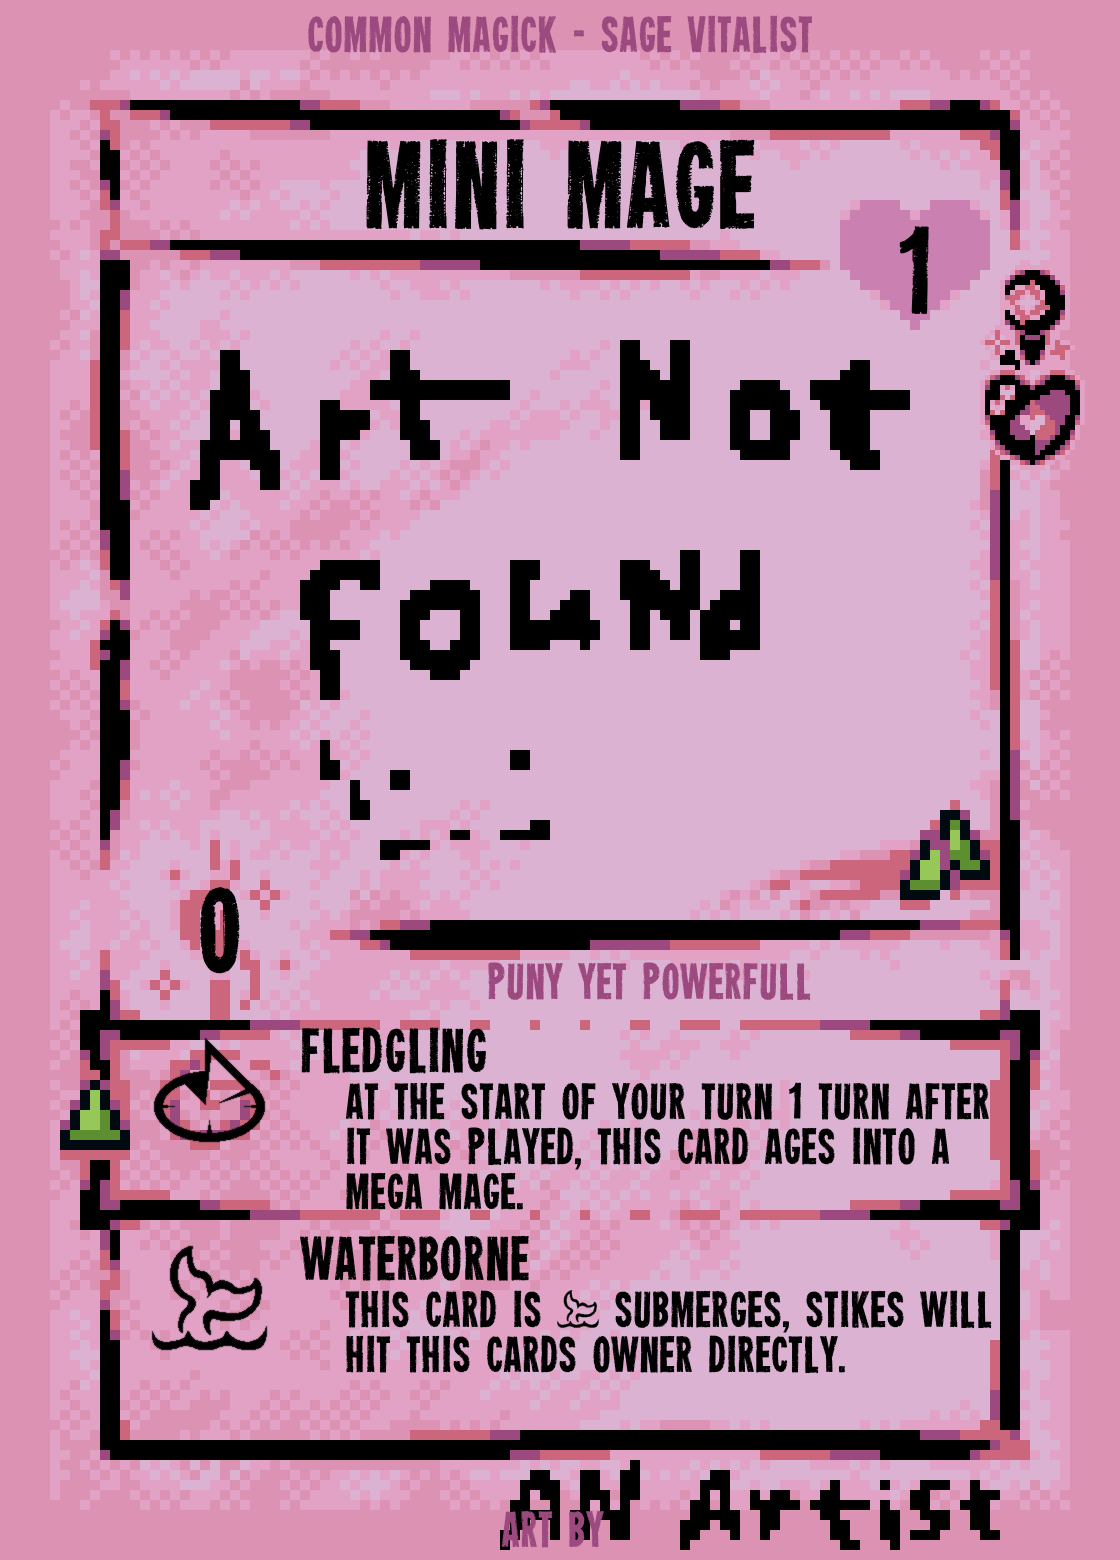 COMMON MAGICK - SAGE VITALIST
MINI MAGE
1
Art Not
Found
0
PUNY YET POWERFULL
FLEDGLING
AT THE START OF YOUR TURN 1 TURN AFTER
IT WAS PLAYED, THIS CARD AGES INTO A
MEGA MAGE.
WATERBORNE
THIS CARD IS SUBMERGES, STIKES WILL
HIT THIS CARDS OWNER DIRECTLY.
ART BY AN Artist